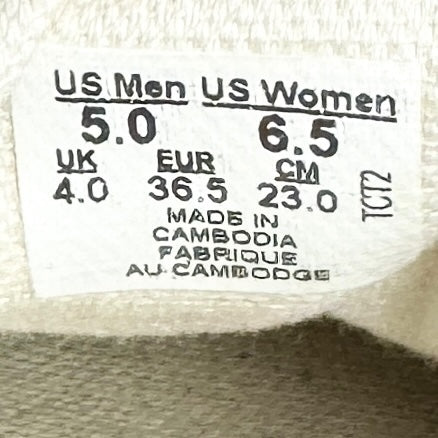 US Men US Women
5.0 6.5
UK EUR CM
4.0 36.5 23.0
TCT2
MADE IN
CAMBODIA
FABRIQUE
AU CAMBODGE